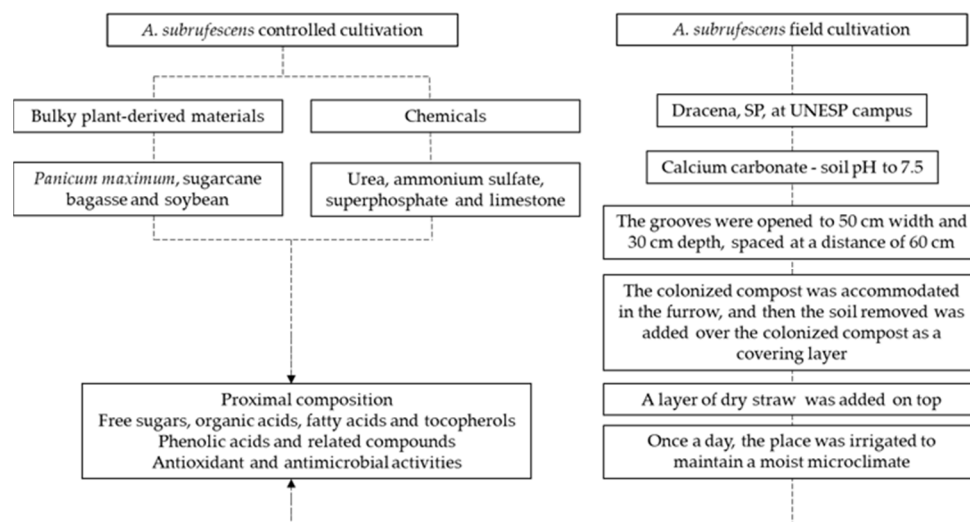 A. subrufescens controlled cultivation
Bulky plant-derived materials
Chemicals
Panicum maximum, sugarcane
bagasse and soybean
Urea, ammonium sulfate,
superphosphate and limestone
Proximal composition
Free sugars, organic acids, fatty acids and tocopherols
Phenolic acids and related compounds
Antioxidant and antimicrobial activities
A. subrufescens field cultivation
Dracena, SP, at UNESP campus
Calcium carbonate - soil pH to 7.5
The grooves were opened to 50 cm width and
30 cm depth, spaced at a distance of 60 cm
The colonized compost was accommodated
in the furrow, and then the soil removed was
added over the colonized compost as a
covering layer
A layer of dry straw was added on top
Once a day, the place was irrigated to
maintain a moist microclimate